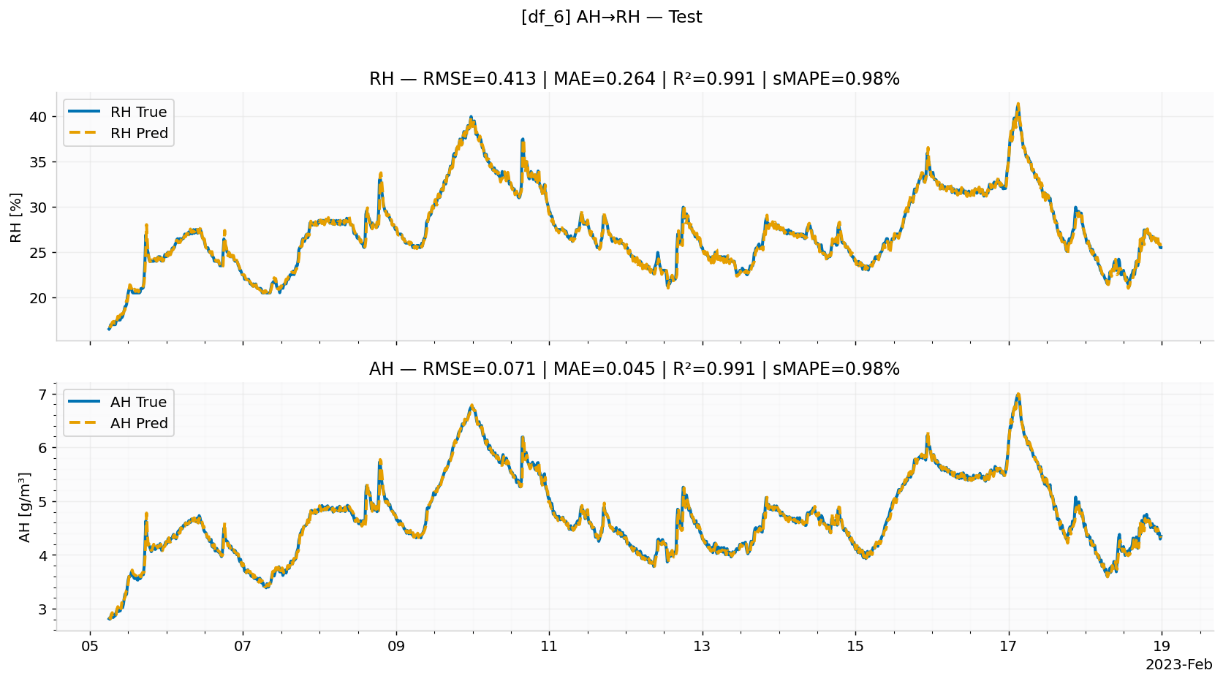 [df_6] AH→RH — Test
RH — RMSE=0.413 | MAE=0.264 | R²=0.991 | sMAPE=0.98%
RH True
RH Pred
RH [%]
40
35
30
25
20
AH — RMSE=0.071 | MAE=0.045 | R²=0.991 | sMAPE=0.98%
AH True
AH Pred
AH [g/m³]
7
6
5
4
3
05 07 09 11 13 15 17 19
2023-Feb